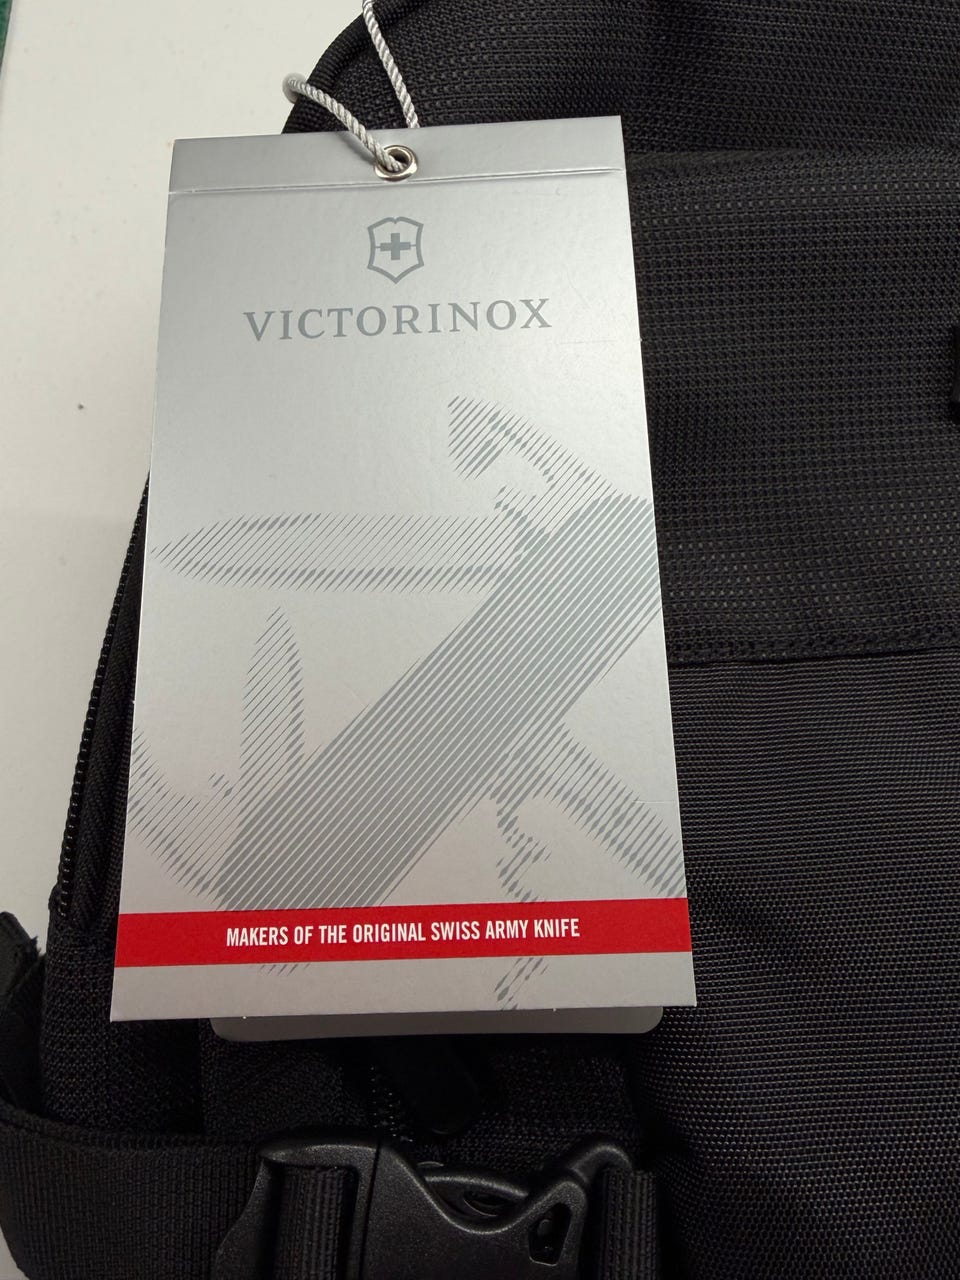 VICTORINOX
MAKERS OF THE ORIGINAL SWISS ARMY KNIFE